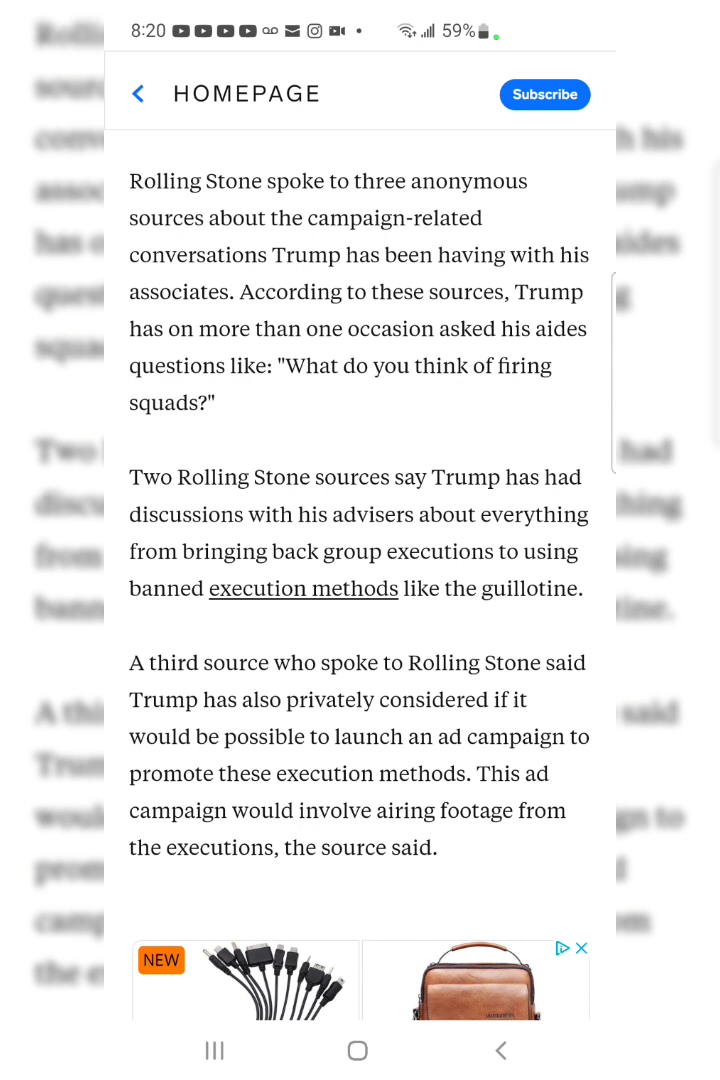 8:20
59%
HOMEPAGE
Subscribe
Rolling Stone spoke to three anonymous
sources about the campaign-related
conversations Trump has been having with his
associates. According to these sources, Trump
has on more than one occasion asked his aides
questions like: "What do you think of firing
squads?"
Two Rolling Stone sources say Trump has had
discussions with his advisers about everything
from bringing back group executions to using
banned execution methods like the guillotine.
A third source who spoke to Rolling Stone said
Trump has also privately considered if it
would be possible to launch an ad campaign to
promote these execution methods. This ad
campaign would involve airing footage from
the executions, the source said.
NEW